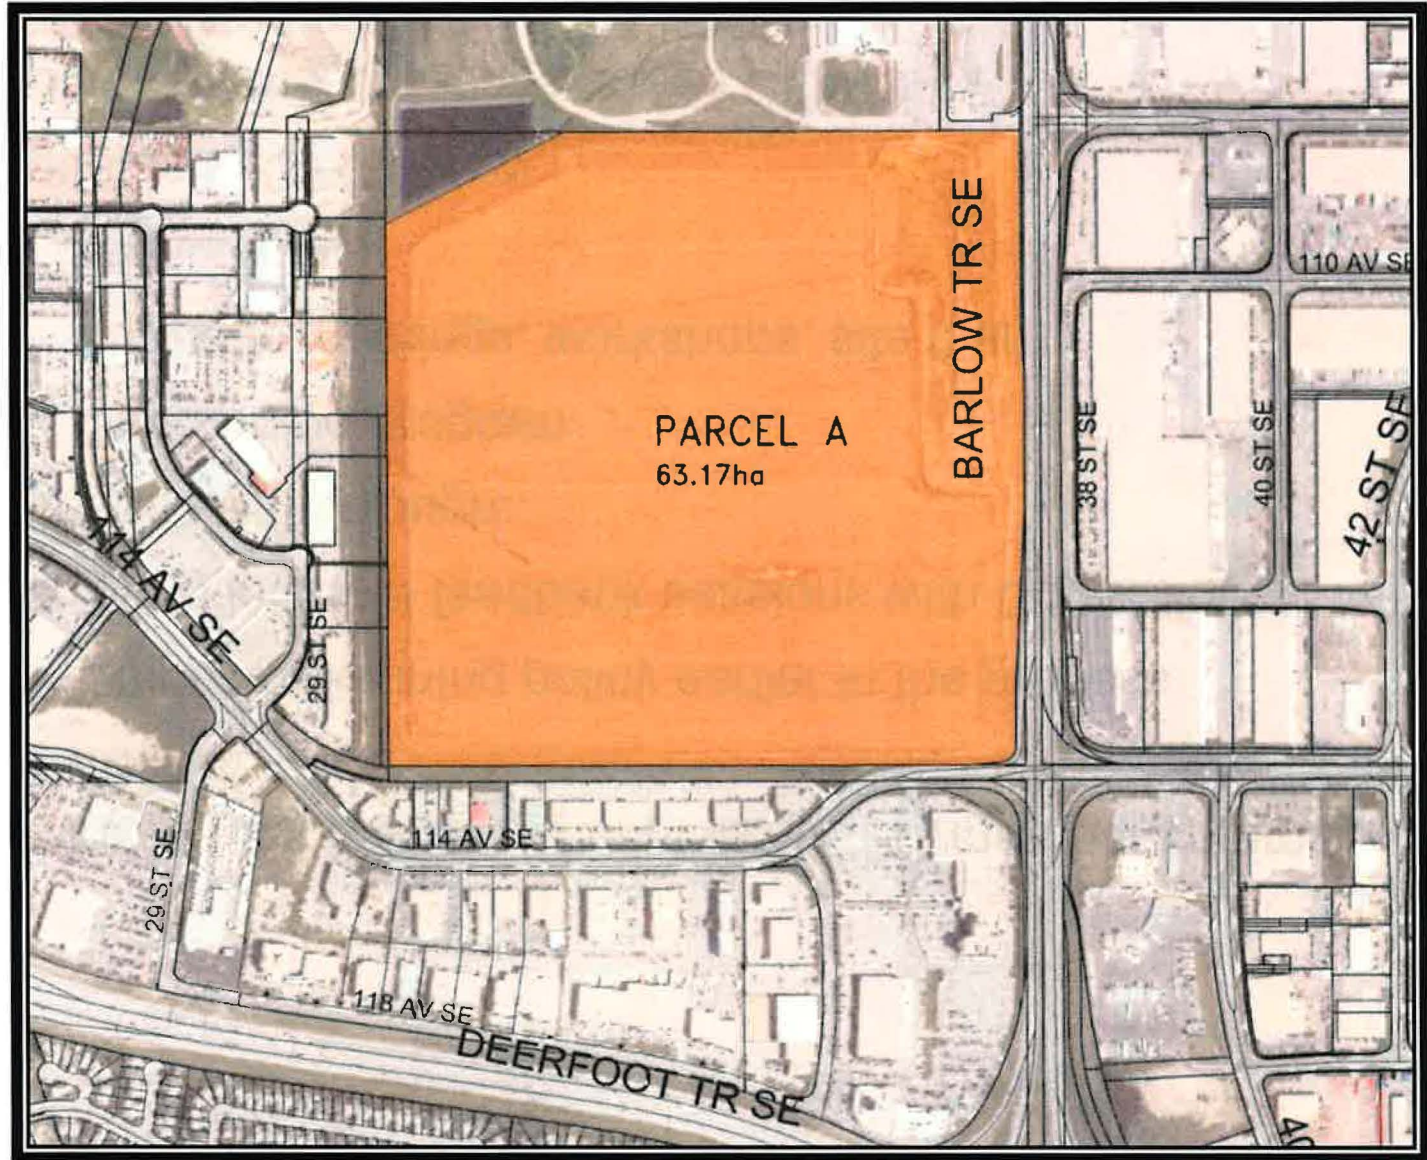 BARLOW TR SE
110 AV SE
PARCEL A
63.17ha
38 ST SE
40 ST SE
42 ST SE
114 AV SE
29 ST SE
114 AV SE
29 ST SE
118 AV SE
DEERFOOT TR SE
40